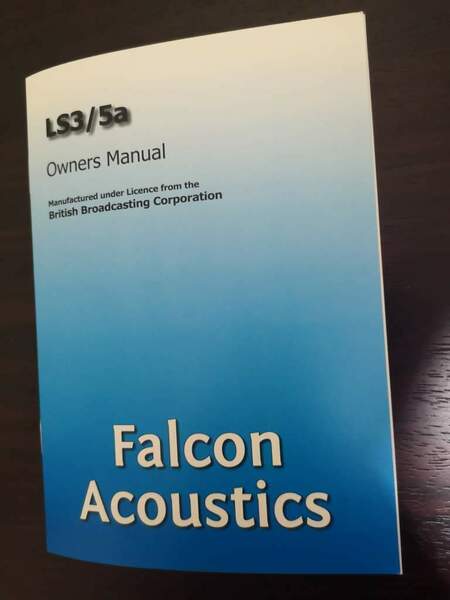 LS3/5a
Owners Manual
Manufactured under Licence from the
British Broadcasting Corporation
Falcon
Acoustics